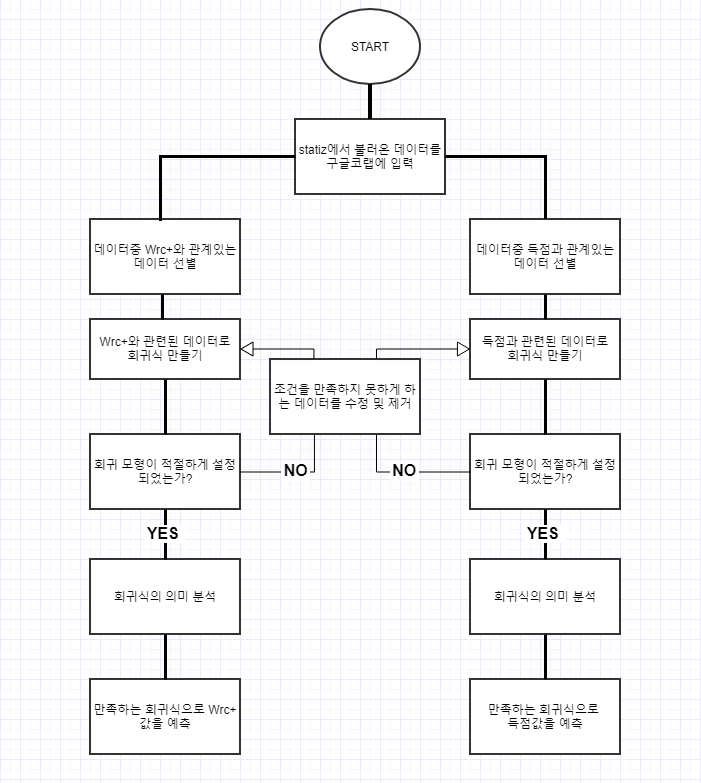 START
statiz에서 불러온 데이터를
구글코랩에 입력
데이터중 Wrc+와 관계있는
데이터 선별
데이터중 득점과 관계있는
데이터 선별
Wrc+와 관련된 데이터로
회귀식 만들기
득점과 관련된 데이터로
회귀식 만들기
조건을 만족하지 못하게 하
는 데이터를 수정 및 제거
회귀 모형이 적절하게 설정
되었는가?
NO
NO
회귀 모형이 적절하게 설정
되었는가?
YES
YES
회귀식의 의미 분석
회귀식의 의미 분석
만족하는 회귀식으로 Wrc+
값을 예측
만족하는 회귀식으로
득점값을 예측